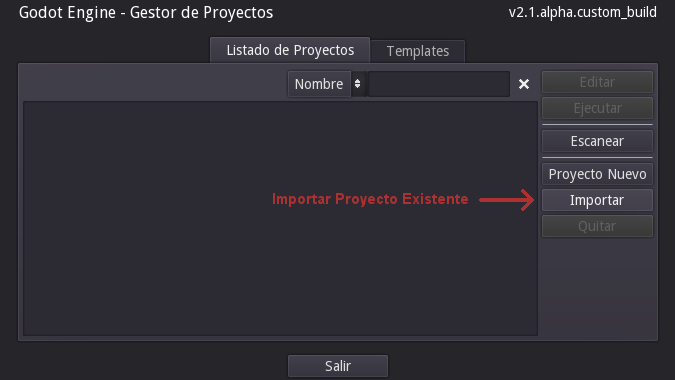 Godot Engine - Gestor de Proyectos
v2.1.alpha.custom_build
Listado de Proyectos
Templates
Nombre
Editar
Ejecutar
Escanear
Proyecto Nuevo
Importar Proyecto Existente
Importar
Quitar
Salir